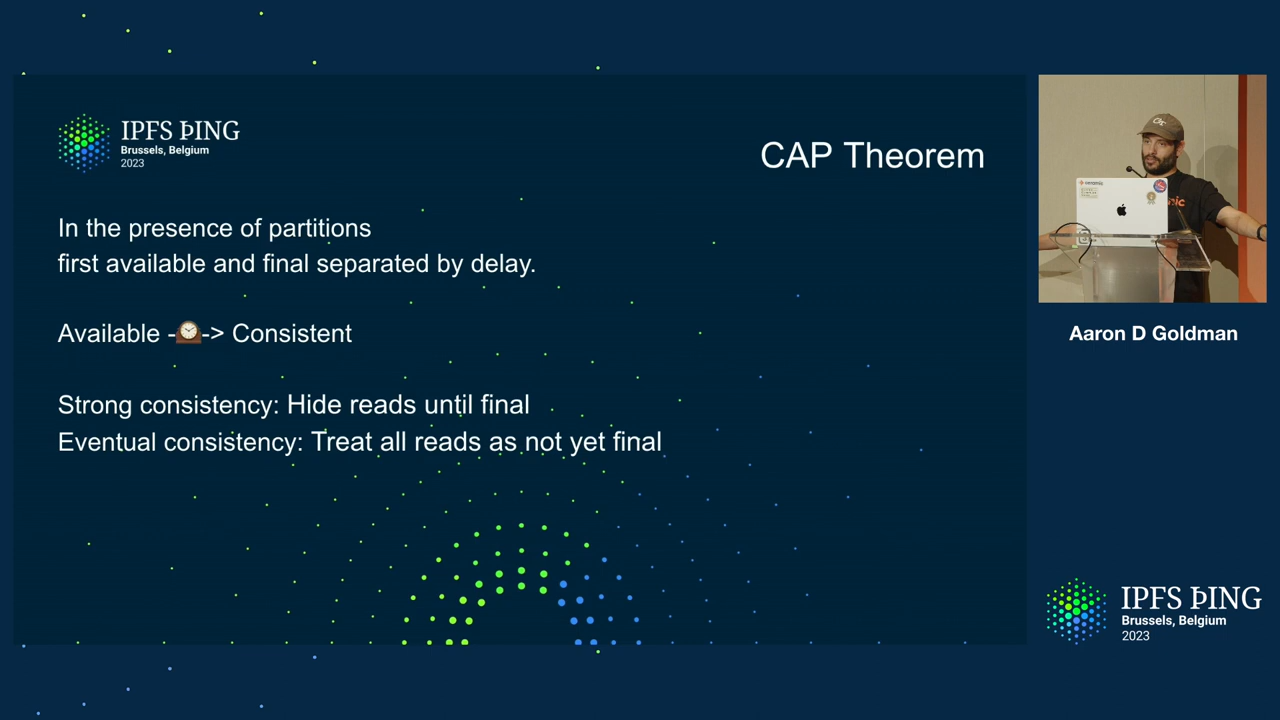 IPFS ÞING
Brussels, Belgium
2023
CAP Theorem
In the presence of partitions
first available and final separated by delay.
Available -🕰️-> Consistent
Strong consistency: Hide reads until final
Eventual consistency: Treat all reads as not yet final
ceramic
Aaron D Goldman
IPFS ÞING
Brussels, Belgium
2023